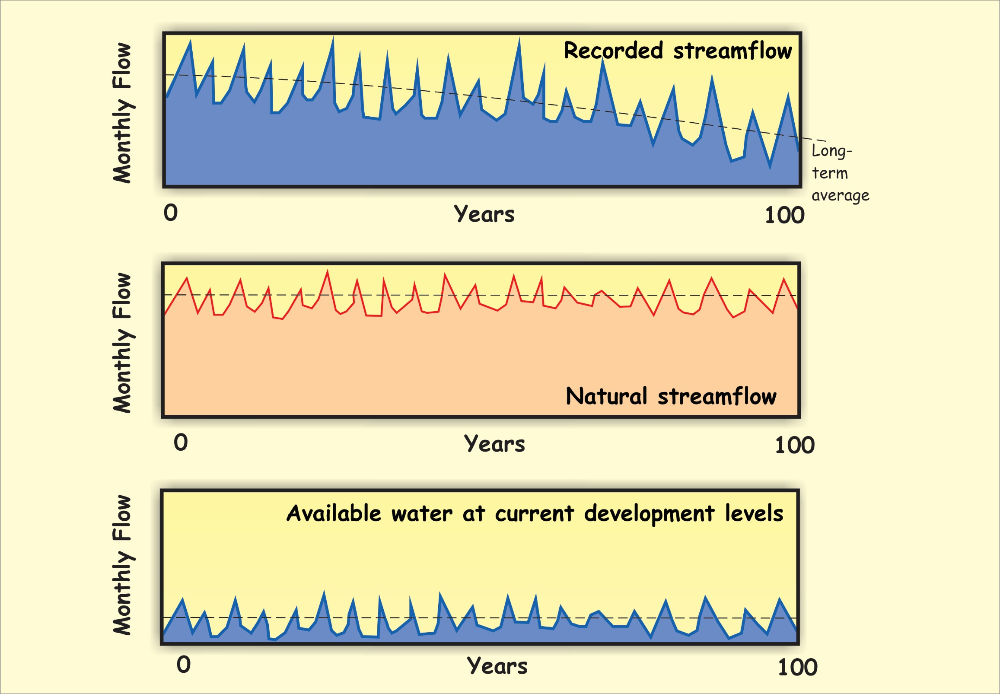 Monthly Flow
Recorded streamflow
Long-
term
average
0 Years 100
Monthly Flow
Natural streamflow
0 Years 100
Monthly Flow
Available water at current development levels
0 Years 100